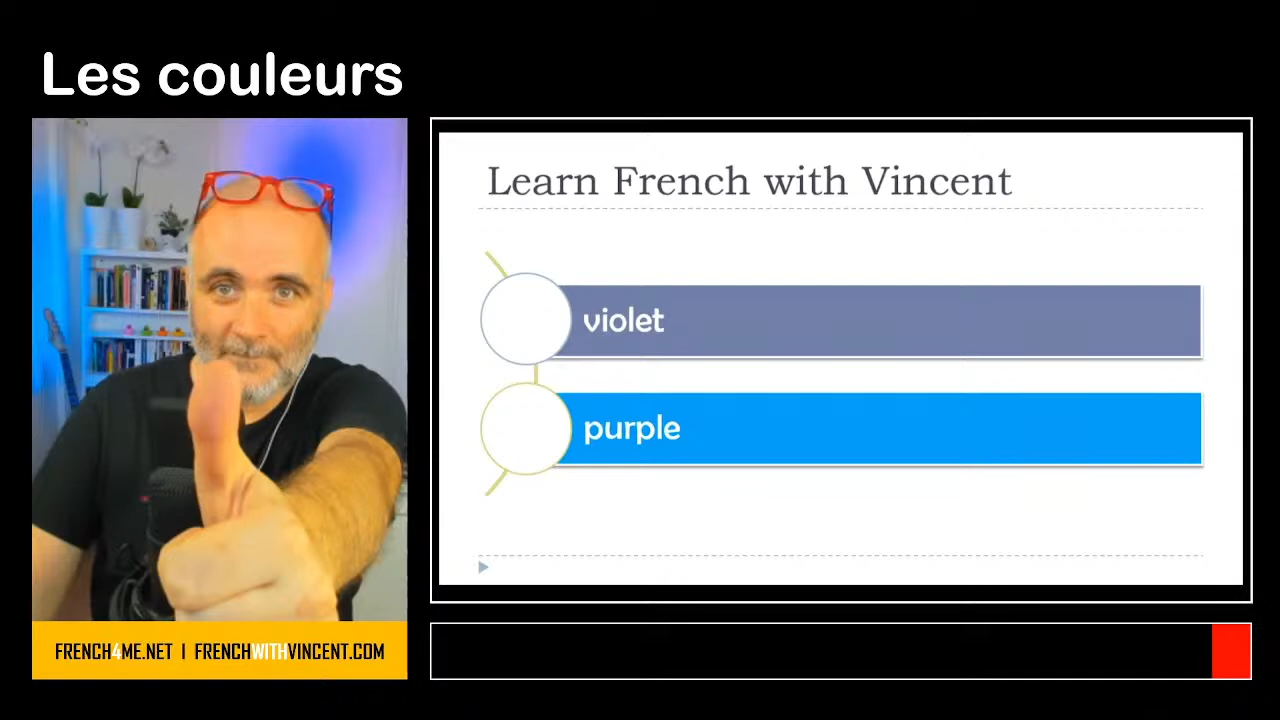 Les couleurs
Learn French with Vincent
violet
purple
FRENCH4ME.NET | FRENCHWITHVINCENT.COM